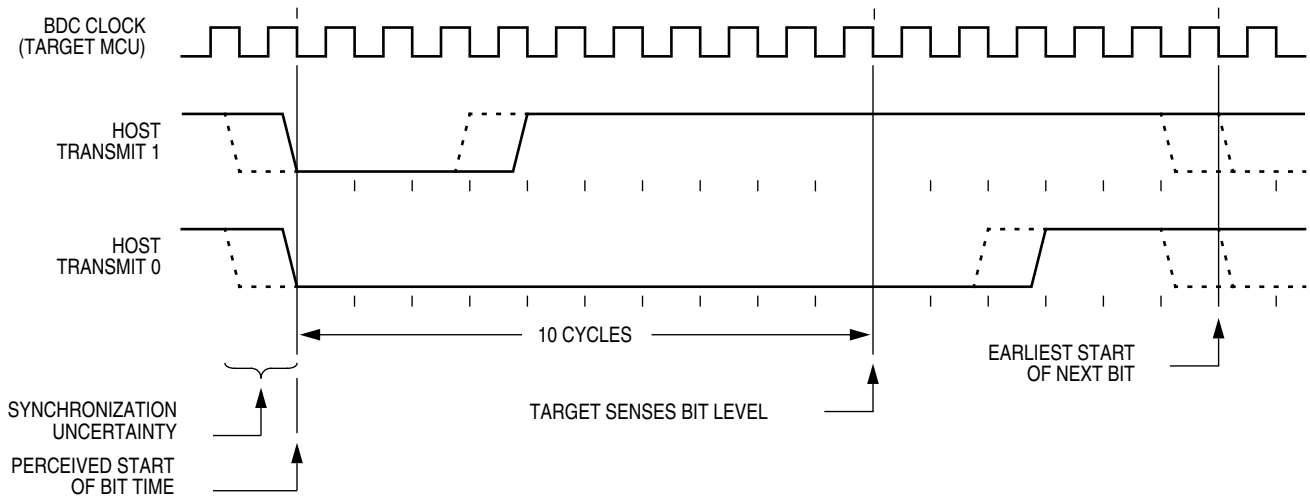 BDC CLOCK
(TARGET MCU)
HOST
TRANSMIT 1
HOST
TRANSMIT 0
10 CYCLES
EARLIEST START
OF NEXT BIT
SYNCHRONIZATION
UNCERTAINTY
TARGET SENSES BIT LEVEL
PERCEIVED START
OF BIT TIME